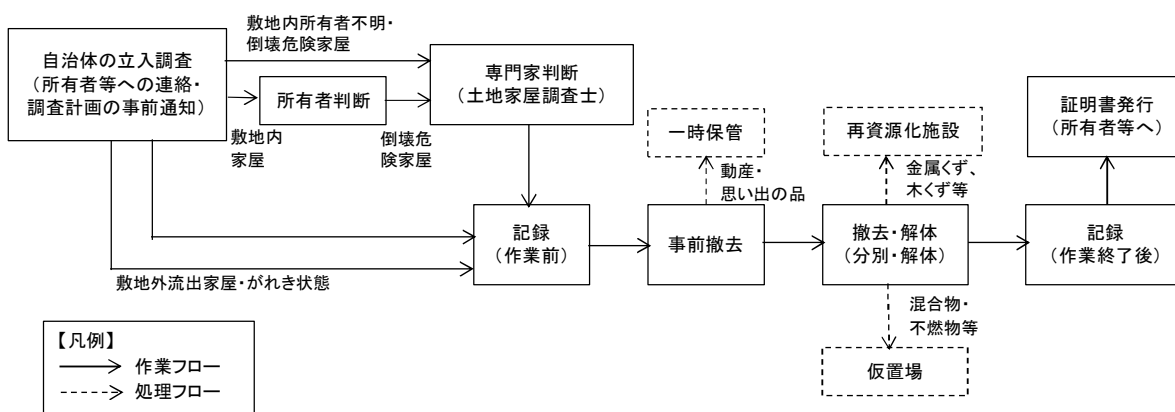 敷地内所有者不明・
倒壊危険家屋
自治体の立入調査
(所有者等への連絡・
調査計画の事前通知)
所有者判断
専門家判断
(土地家屋調査士)
敷地内
家屋
倒壊危
険家屋
一時保管
再資源化施設
証明書発行
(所有者等へ)
動産・
思い出の品
金属くず、
木くず等
記録
(作業前)
事前撤去
撤去・解体
(分別・解体)
記録
(作業終了後)
敷地外流出家屋・がれき状態
混合物・
不燃物等
仮置場
【凡例】
作業フロー
処理フロー